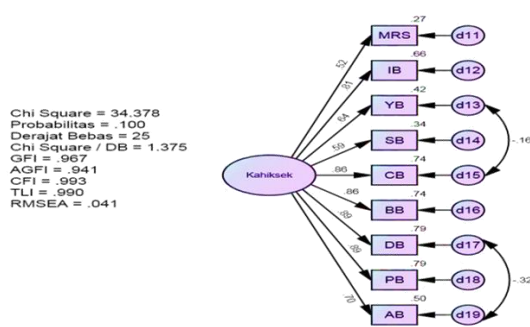 Chi Square = 34.378
Probabilitas = .100
Derajat Bebas = 25
Chi Square / DB = 1.375
GFI = .967
AGFI = .941
CFI = .993
TLI = .990
RMSEA = .041
Kahiksek
.27
MRS
d11
.52
.66
IB
d12
.81
.42
YB
d13
.64
.34
SB
d14
.59
-.16
.74
CB
d15
.86
.74
BB
d16
.86
.79
DB
d17
.89
.79
PB
d18
.89
-.32
.50
AB
d19
.70